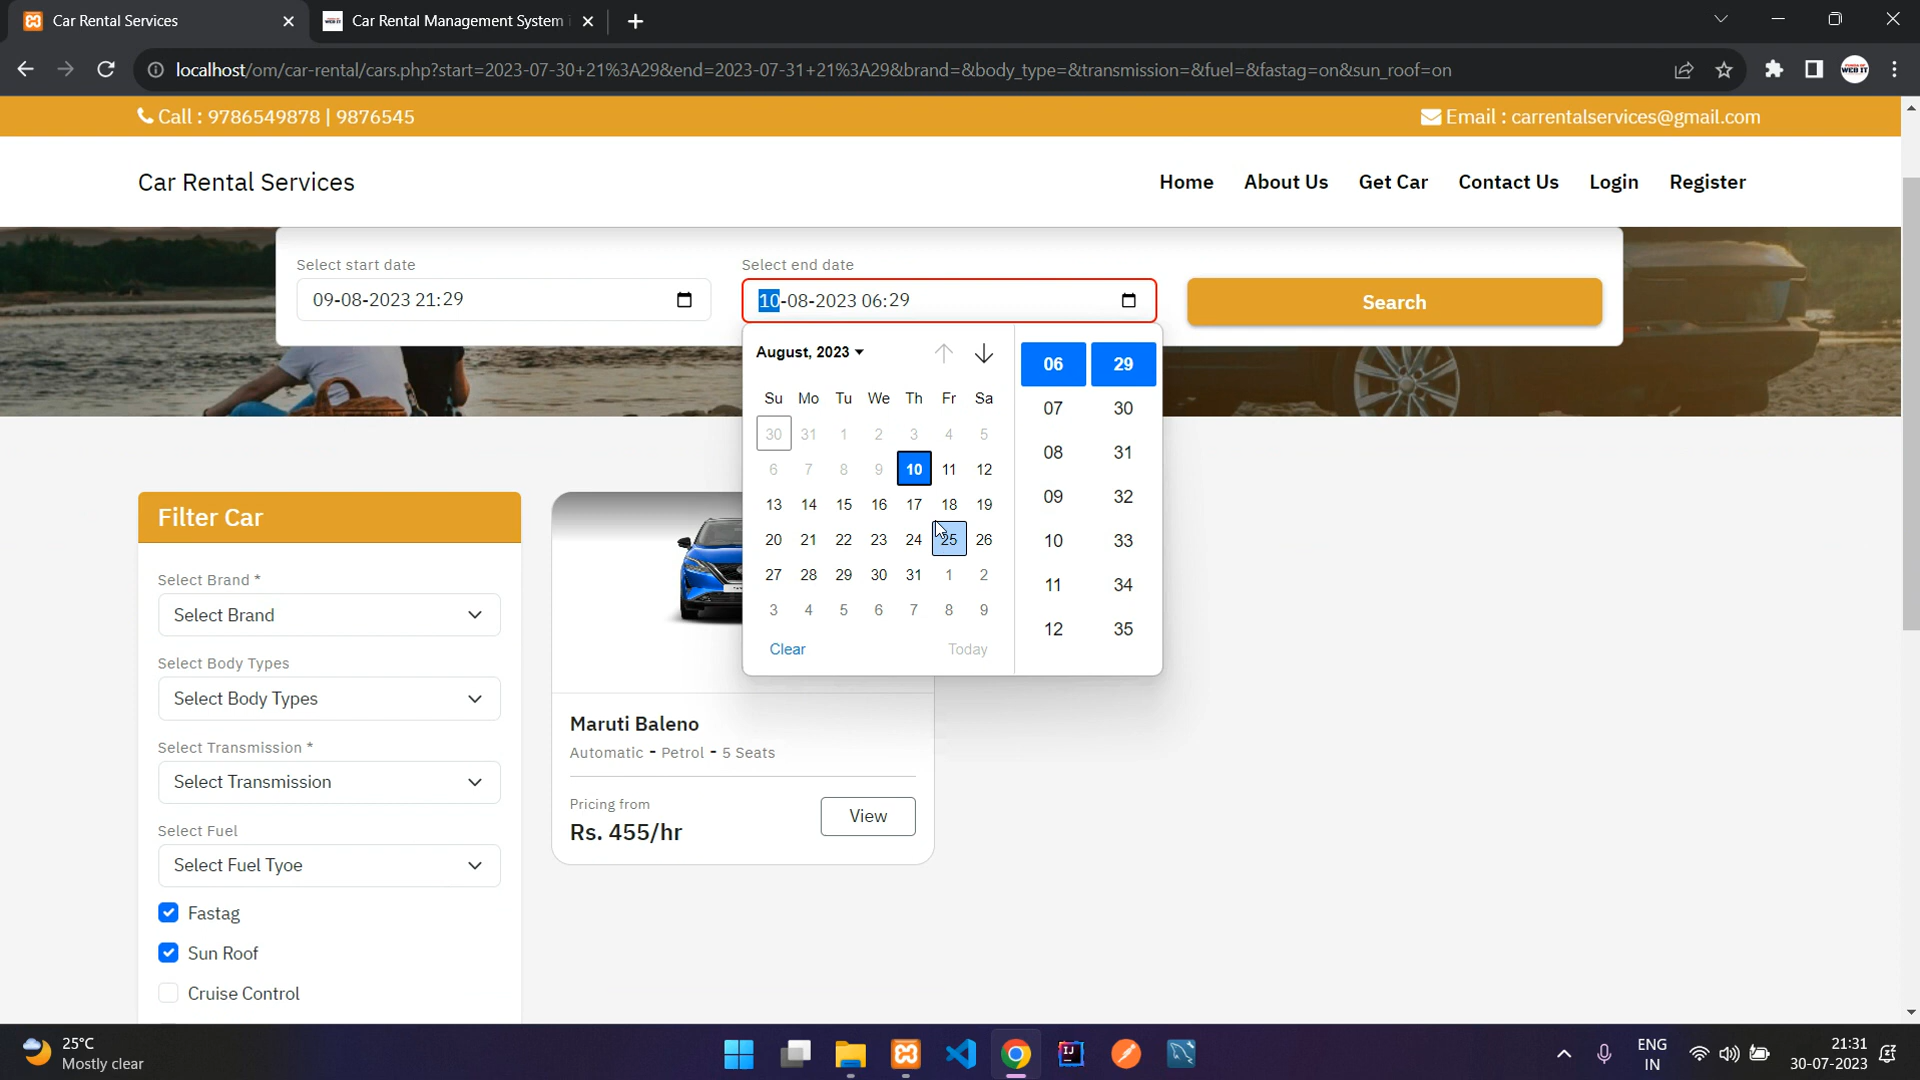 Car Rental Services
Car Rental Management System
localhost/om/car-rental/cars.php?start=2023-07-30+21%3A29&end=2023-07-31+21%3A29&brand=&body_type=&transmission=&fuel=&fastag=on&sun_roof=on
Call : 9786549878 | 9876545
Email : carrentalservices@gmail.com
Car Rental Services
Home About Us Get Car Contact Us Login Register
Select start date
09-08-2023 21:29
Select end date
10-08-2023 06:29
Search
August, 2023
Su Mo Tu We Th Fr Sa
30 31 1 2 3 4 5
6 7 8 9 10 11 12
13 14 15 16 17 18 19
20 21 22 23 24 25 26
27 28 29 30 31 1 2
3 4 5 6 7 8 9
Clear Today
06 29
07 30
08 31
09 32
10 33
11 34
12 35
Filter Car
Select Brand *
Select Brand
Select Body Types
Select Body Types
Select Transmission *
Select Transmission
Select Fuel
Select Fuel Tyoe
Fastag
Sun Roof
Cruise Control
Maruti Baleno
Automatic - Petrol - 5 Seats
Pricing from
Rs. 455/hr
View
25°C
Mostly clear
ENG
IN
21:31
30-07-2023